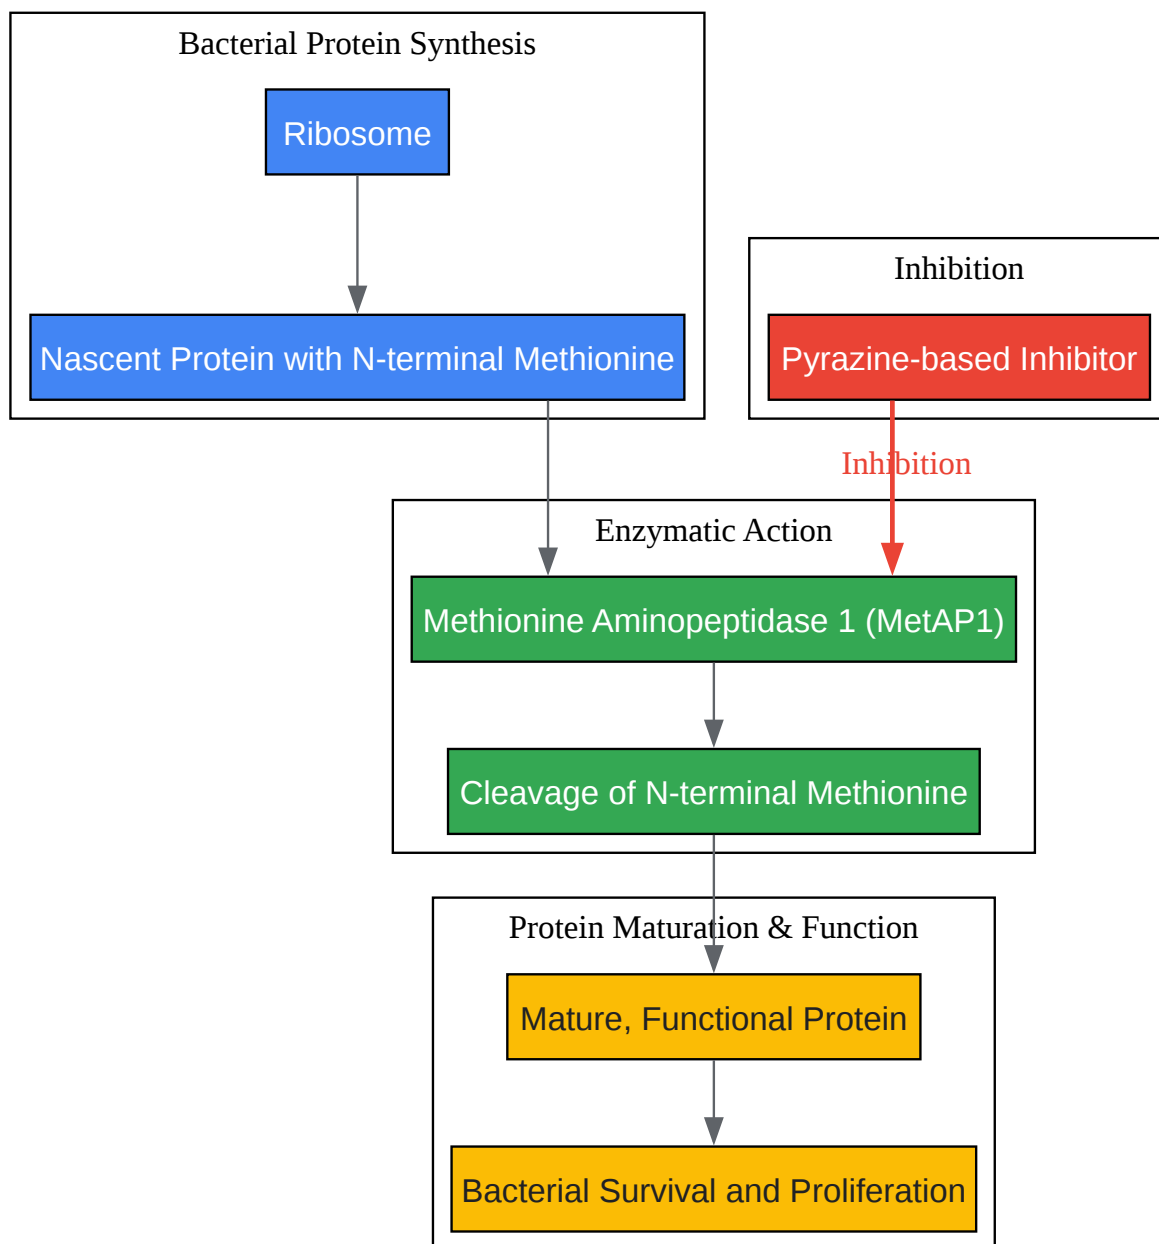 Bacterial Protein Synthesis
Ribosome
Nascent Protein with N-terminal Methionine
Inhibition
Pyrazine-based Inhibitor
Inhibition
Enzymatic Action
Methionine Aminopeptidase 1 (MetAP1)
Cleavage of N-terminal Methionine
Protein Maturation & Function
Mature, Functional Protein
Bacterial Survival and Proliferation